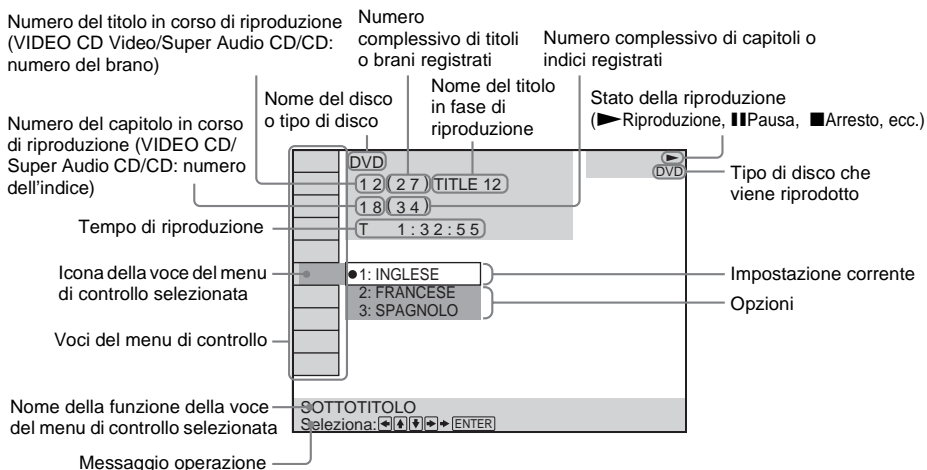 Numero del titolo in corso di riproduzione
(VIDEO CD Video/Super Audio CD/CD:
numero del brano)
Numero
complessivo di titoli
o brani registrati
Numero complessivo di capitoli o
indici registrati
Nome del disco
o tipo di disco
Nome del titolo
in fase di
riproduzione
Stato della riproduzione
(►Riproduzione, ▮▮Pausa, ■Arresto, ecc.)
Numero del capitolo in corso
di riproduzione (VIDEO CD/
Super Audio CD/CD: numero
dell'indice)
DVD
►
DVD
Tipo di disco che
viene riprodotto
1 2 ( 2 7 ) TITLE 12
1 8 ( 3 4 )
Tempo di riproduzione
T 1 : 3 2 : 5 5
Icona della voce del menu
di controllo selezionata
●1: INGLESE
2: FRANCESE
3: SPAGNOLO
Impostazione corrente
Opzioni
Voci del menu di controllo
Nome della funzione della voce
del menu di controllo selezionata
SOTTOTITOLO
Seleziona: ← ↑ ↓ → ➔ ENTER
Messaggio operazione